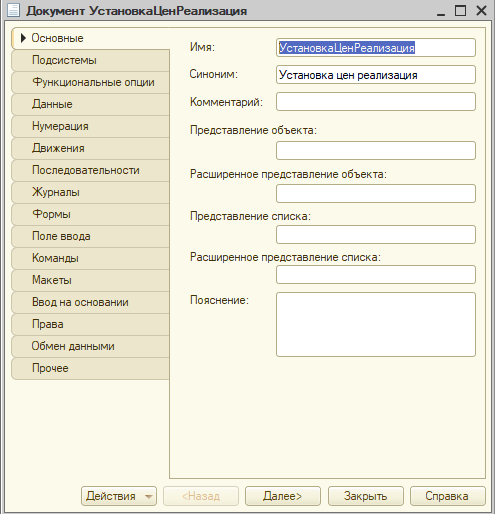 Документ УстановкаЦенРеализация
Основные
Подсистемы
Функциональные опции
Данные
Нумерация
Движения
Последовательности
Журналы
Формы
Поле ввода
Команды
Макеты
Ввод на основании
Права
Обмен данными
Прочее
Имя: УстановкаЦенРеализация
Синоним: Установка цен реализация
Комментарий:
Представление объекта:
Расширенное представление объекта:
Представление списка:
Расширенное представление списка:
Пояснение:
Действия <Назад Далее> Закрыть Справка